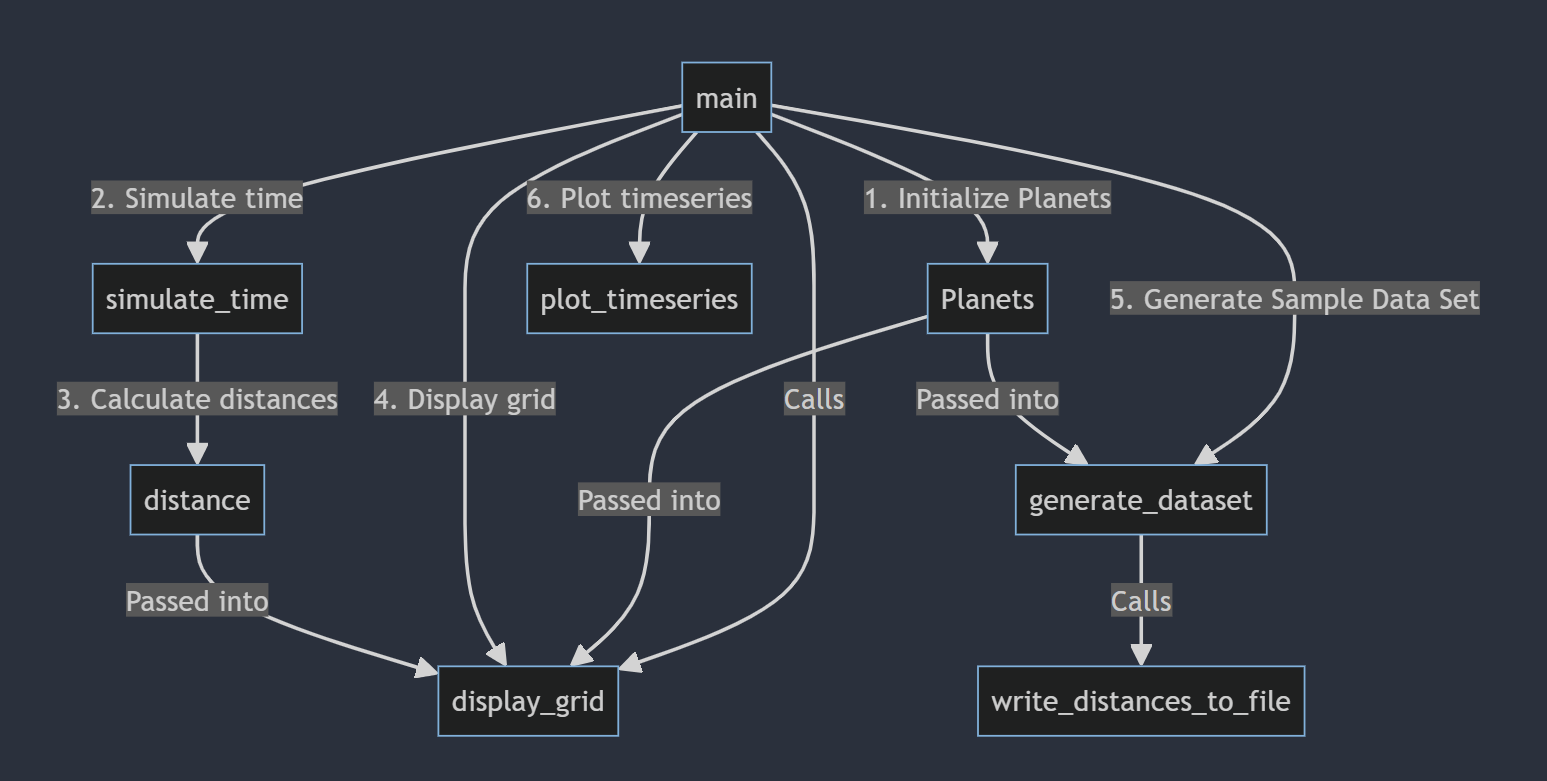 main
2. Simulate time
6. Plot timeseries
1. Initialize Planets
simulate_time
plot_timeseries
Planets
5. Generate Sample Data Set
3. Calculate distances
4. Display grid
Calls
Passed into
distance
Passed into
generate_dataset
Passed into
Calls
display_grid
write_distances_to_file